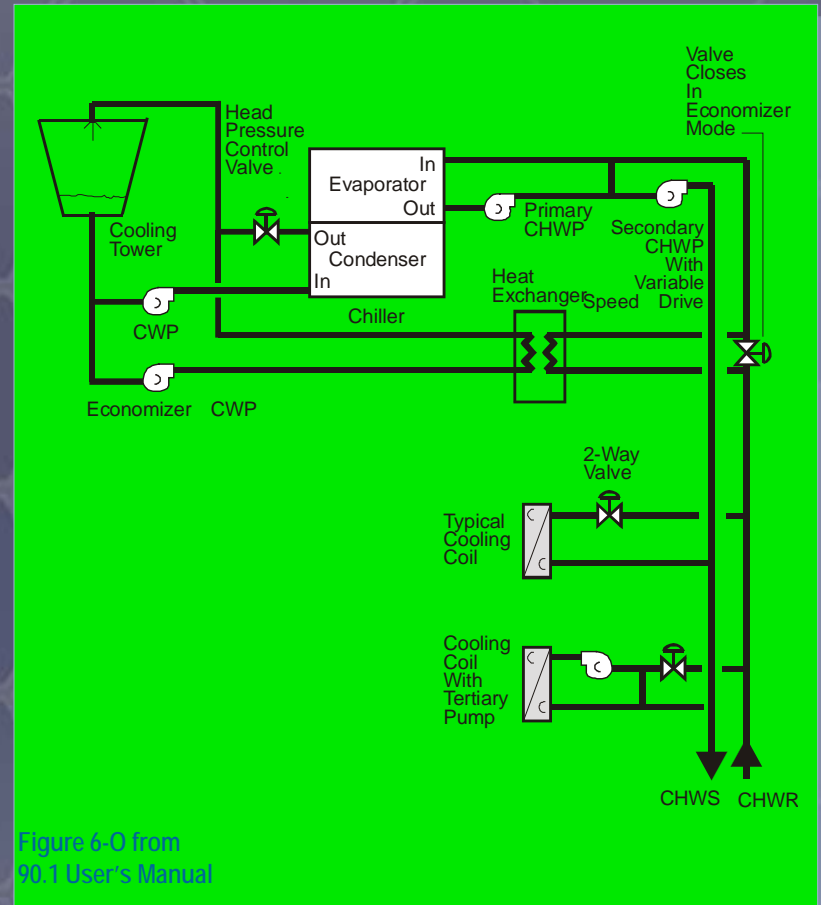 Valve
Closes
In
Economizer
Mode
Head
Pressure
Control
Valve
In
Evaporator
Out
Out
Condenser
In
Chiller
Cooling
Tower
Primary
CHWP
Secondary
CHWP
With
Variable
Speed Drive
Heat
Exchanger
CWP
Economizer CWP
2-Way
Valve
Typical
Cooling
Coil
Cooling
Coil
With
Tertiary
Pump
CHWS CHWR
Figure 6-O from
90.1 User's Manual